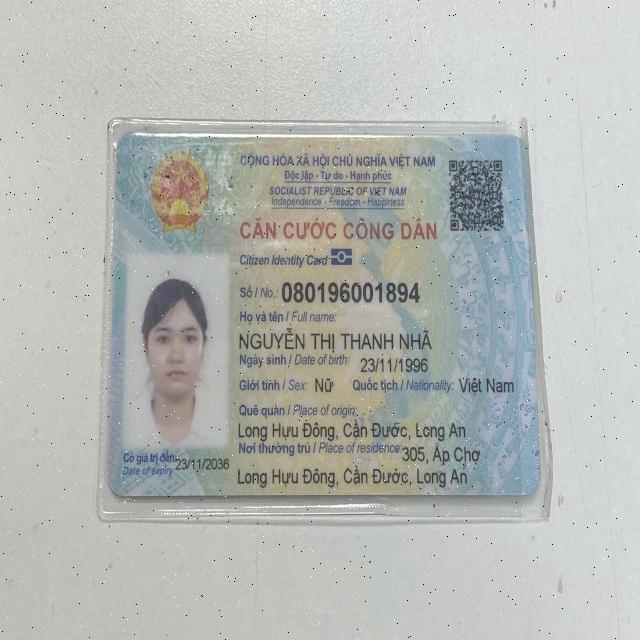 CỘNG HÒA XÃ HỘI CHỦ NGHĨA VIỆT NAM
Độc lập - Tự do - Hạnh phúc
SOCIALIST REPUBLIC OF VIET NAM
Independence - Freedom - Happiness
CĂN CƯỚC CÔNG DÂN
Citizen Identity Card
Số / No.: 080196001894
Họ và tên / Full name:
NGUYỄN THỊ THANH NHÃ
Ngày sinh / Date of birth: 23/11/1996
Giới tính / Sex: Nữ Quốc tịch / Nationality: Việt Nam
Quê quán / Place of origin:
Long Hựu Đông, Cần Đước, Long An
Nơi thường trú / Place of residence: 305, Ấp Chợ
Long Hựu Đông, Cần Đước, Long An
Có giá trị đến: 23/11/2036
Date of expiry